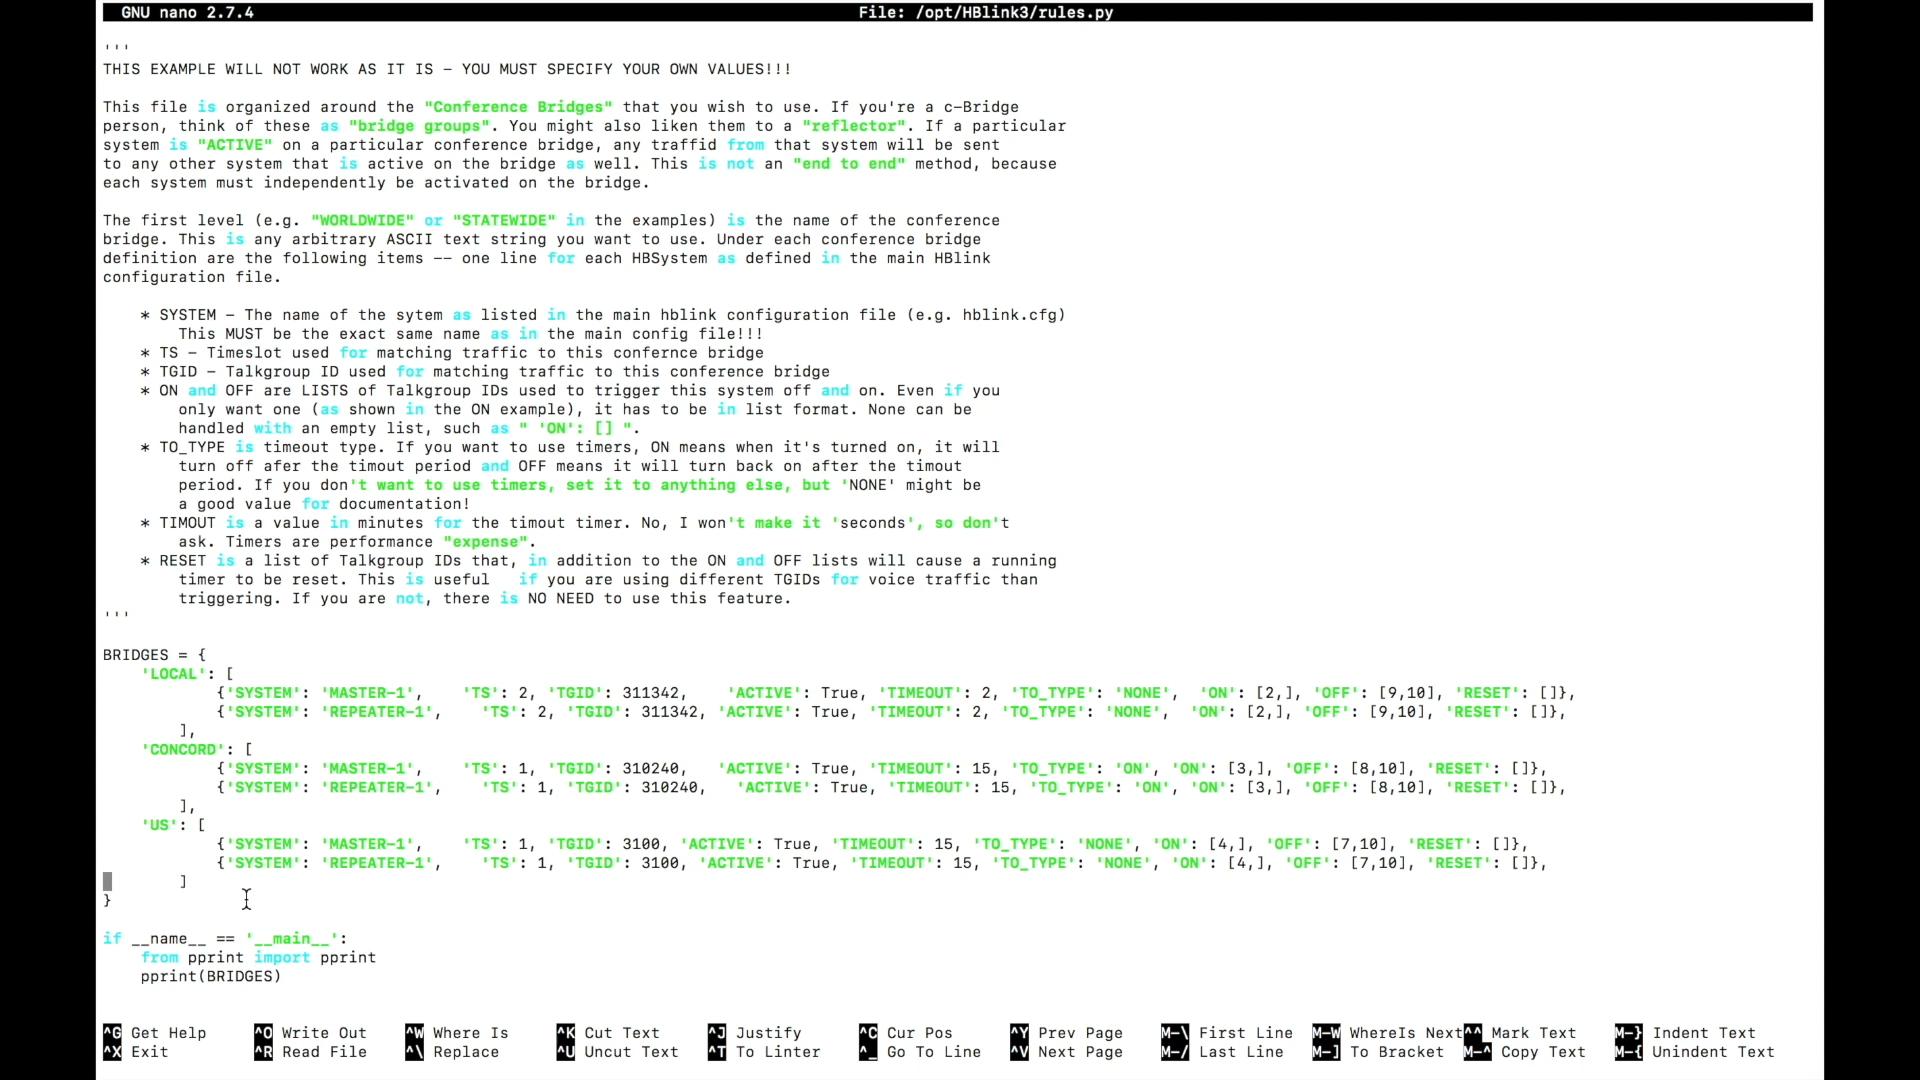 GNU nano 2.7.4 File: /opt/HBlink3/rules.py
'''
THIS EXAMPLE WILL NOT WORK AS IT IS - YOU MUST SPECIFY YOUR OWN VALUES!!!
This file is organized around the "Conference Bridges" that you wish to use. If you're a c-Bridge
person, think of these as "bridge groups". You might also liken them to a "reflector". If a particular
system is "ACTIVE" on a particular conference bridge, any traffid from that system will be sent
to any other system that is active on the bridge as well. This is not an "end to end" method, because
each system must independently be activated on the bridge.
The first level (e.g. "WORLDWIDE" or "STATEWIDE" in the examples) is the name of the conference
bridge. This is any arbitrary ASCII text string you want to use. Under each conference bridge
definition are the following items -- one line for each HBSystem as defined in the main HBlink
configuration file.
* SYSTEM - The name of the sytem as listed in the main hblink configuration file (e.g. hblink.cfg)
This MUST be the exact same name as in the main config file!!!
* TS - Timeslot used for matching traffic to this confernce bridge
* TGID - Talkgroup ID used for matching traffic to this conference bridge
* ON and OFF are LISTS of Talkgroup IDs used to trigger this system off and on. Even if you
only want one (as shown in the ON example), it has to be in list format. None can be
handled with an empty list, such as " 'ON': [] ".
* TO_TYPE is timeout type. If you want to use timers, ON means when it's turned on, it will
turn off afer the timout period and OFF means it will turn back on after the timout
period. If you don't want to use timers, set it to anything else, but 'NONE' might be
a good value for documentation!
* TIMOUT is a value in minutes for the timout timer. No, I won't make it 'seconds', so don't
ask. Timers are performance "expense".
* RESET is a list of Talkgroup IDs that, in addition to the ON and OFF lists will cause a running
timer to be reset. This is useful   if you are using different TGIDs for voice traffic than
triggering. If you are not, there is NO NEED to use this feature.
'''
BRIDGES = {
'LOCAL': [
{'SYSTEM': 'MASTER-1',    'TS': 2, 'TGID': 311342,    'ACTIVE': True, 'TIMEOUT': 2, 'TO_TYPE': 'NONE',  'ON': [2,], 'OFF': [9,10], 'RESET': []},
{'SYSTEM': 'REPEATER-1',    'TS': 2, 'TGID': 311342, 'ACTIVE': True, 'TIMEOUT': 2, 'TO_TYPE': 'NONE',  'ON': [2,], 'OFF': [9,10], 'RESET': []},
],
'CONCORD': [
{'SYSTEM': 'MASTER-1',    'TS': 1, 'TGID': 310240,   'ACTIVE': True, 'TIMEOUT': 15, 'TO_TYPE': 'ON', 'ON': [3,], 'OFF': [8,10], 'RESET': []},
{'SYSTEM': 'REPEATER-1',    'TS': 1, 'TGID': 310240,   'ACTIVE': True, 'TIMEOUT': 15, 'TO_TYPE': 'ON', 'ON': [3,], 'OFF': [8,10], 'RESET': []},
],
'US': [
{'SYSTEM': 'MASTER-1',    'TS': 1, 'TGID': 3100, 'ACTIVE': True, 'TIMEOUT': 15, 'TO_TYPE': 'NONE', 'ON': [4,], 'OFF': [7,10], 'RESET': []},
{'SYSTEM': 'REPEATER-1',    'TS': 1, 'TGID': 3100, 'ACTIVE': True, 'TIMEOUT': 15, 'TO_TYPE': 'NONE', 'ON': [4,], 'OFF': [7,10], 'RESET': []},
]
}
if __name__ == '__main__':
from pprint import pprint
pprint(BRIDGES)
^G Get Help ^O Write Out ^W Where Is ^K Cut Text ^J Justify ^C Cur Pos ^Y Prev Page M-\ First Line M-W WhereIs Next ^^ Mark Text M-} Indent Text
^X Exit ^R Read File ^\ Replace ^U Uncut Text ^T To Linter ^_ Go To Line ^V Next Page M-/ Last Line M-] To Bracket M-^ Copy Text M-{ Unindent Text